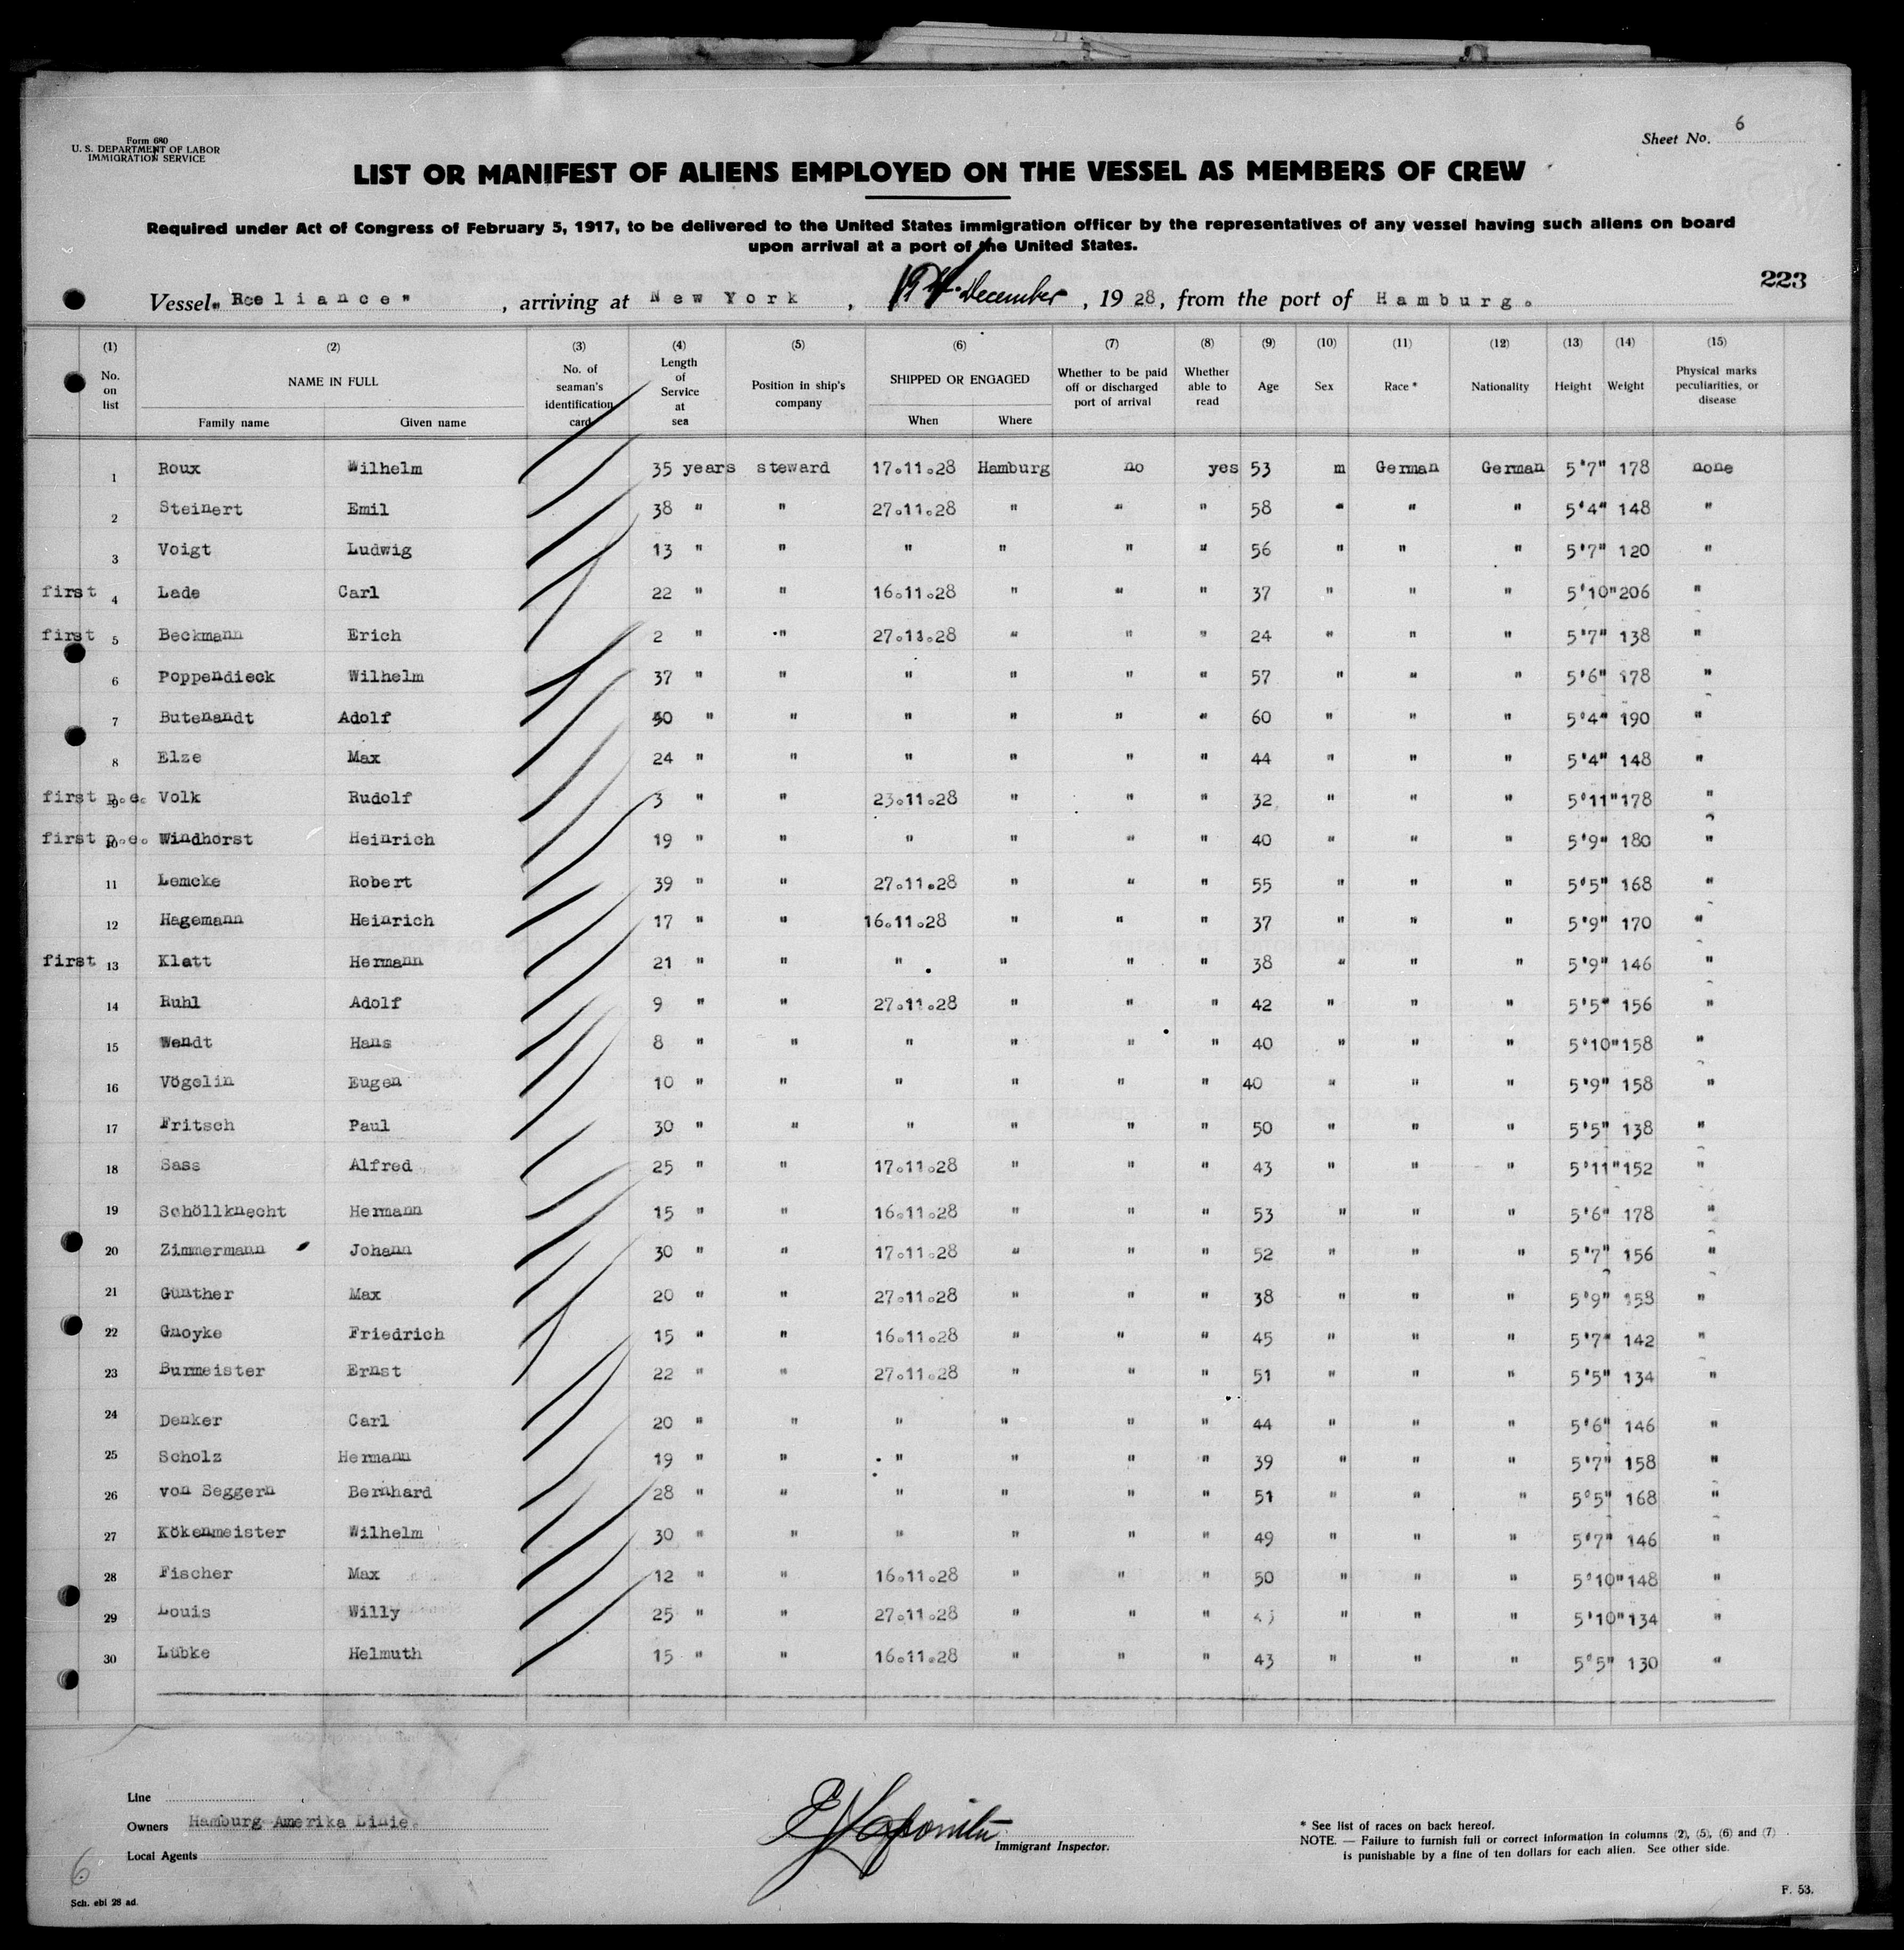 Form 680
U. S. DEPARTMENT OF LABOR
IMMIGRATION SERVICE
Sheet No. 6
LIST OR MANIFEST OF ALIENS EMPLOYED ON THE VESSEL AS MEMBERS OF CREW
Required under Act of Congress of February 5, 1917, to be delivered to the United States immigration officer by the representatives of any vessel having such aliens on board
upon arrival at a port of the United States.
223
Vessel "Reliance", arriving at New York, 19th December, 1928, from the port of Hamburg.
(1) (2) (3) (4) (5) (6) (7) (8) (9) (10) (11) (12) (13) (14) (15)
No. on list NAME IN FULL Family name Given name No. of seaman's identification card Length of Service at sea Position in ship's company SHIPPED OR ENGAGED When Where Whether to be paid off or discharged port of arrival Whether able to read Age Sex Race * Nationality Height Weight Physical marks peculiarities, or disease
1 Roux Wilhelm 35 years steward 17.11.28 Hamburg no yes 53 m German German 5'7" 178 none
2 Steinert Emil 38 " " 27.11.28 " " " 58 " " " 5'4" 148 "
3 Voigt Ludwig 13 " " " " " " 56 " " " 5'7" 120 "
first 4 Lade Carl 22 " " 16.11.28 " " " 37 " " " 5'10" 206 "
first 5 Beckmann Erich 2 " " 27.11.28 " " " 24 " " " 5'7" 138 "
6 Poppendieck Wilhelm 37 " " " " " " 57 " " " 5'6" 178 "
7 Butenandt Adolf 40 " " " " " " 60 " " " 5'4" 190 "
8 Elze Max 24 " " " " " " 44 " " " 5'4" 148 "
first p.e. 9 Volk Rudolf 3 " " 23.11.28 " " " 32 " " " 5'11" 178 "
first p.e. 10 Windhorst Heinrich 19 " " " " " " 40 " " " 5'9" 180 "
11 Lemcke Robert 39 " " 27.11.28 " " " 55 " " " 5'5" 168 "
12 Hagemann Heinrich 17 " " 16.11.28 " " " 37 " " " 5'9" 170 "
first 13 Klatt Hermann 21 " " " " " " 38 " " " 5'9" 146 "
14 Ruhl Adolf 9 " " 27.11.28 " " " 42 " " " 5'5" 156 "
15 Wendt Hans 8 " " " " " " 40 " " " 5'10" 158 "
16 Vögelin Eugen 10 " " " " " " 40 " " " 5'9" 158 "
17 Fritsch Paul 30 " " " " " " 50 " " " 5'5" 138 "
18 Sass Alfred 25 " " 17.11.28 " " " 43 " " " 5'11" 152 "
19 Schöllknecht Hermann 15 " " 16.11.28 " " " 53 " " " 5'6" 178 "
20 Zimmermann Johann 30 " " 17.11.28 " " " 52 " " " 5'7" 156 "
21 Günther Max 20 " " 27.11.28 " " " 38 " " " 5'9" 158 "
22 Gnoyke Friedrich 15 " " 16.11.28 " " " 45 " " " 5'7" 142 "
23 Burmeister Ernst 22 " " 27.11.28 " " " 51 " " " 5'5" 134 "
24 Denker Carl 20 " " " " " " 44 " " " 5'6" 146 "
25 Scholz Hermann 19 " " " " " " 39 " " " 5'7" 158 "
26 von Seggern Bernhard 28 " " " " " " 51 " " " 5'5" 168 "
27 Kökenmeister Wilhelm 30 " " " " " " 49 " " " 5'7" 146 "
28 Fischer Max 12 " " 16.11.28 " " " 50 " " " 5'10" 148 "
29 Louis Willy 25 " " 27.11.28 " " " " " " 5'10" 134 "
30 Lübke Helmuth 15 " " 16.11.28 " " " 43 " " " 5'5" 130 "
Line
Owners Hamburg Amerika Linie.
Local Agents
Immigrant Inspector.
* See list of races on back hereof.
NOTE. — Failure to furnish full or correct information in columns (2), (5), (6) and (7)
is punishable by a fine of ten dollars for each alien. See other side.
6
Sch. ebi 28 ad.
F. 53.